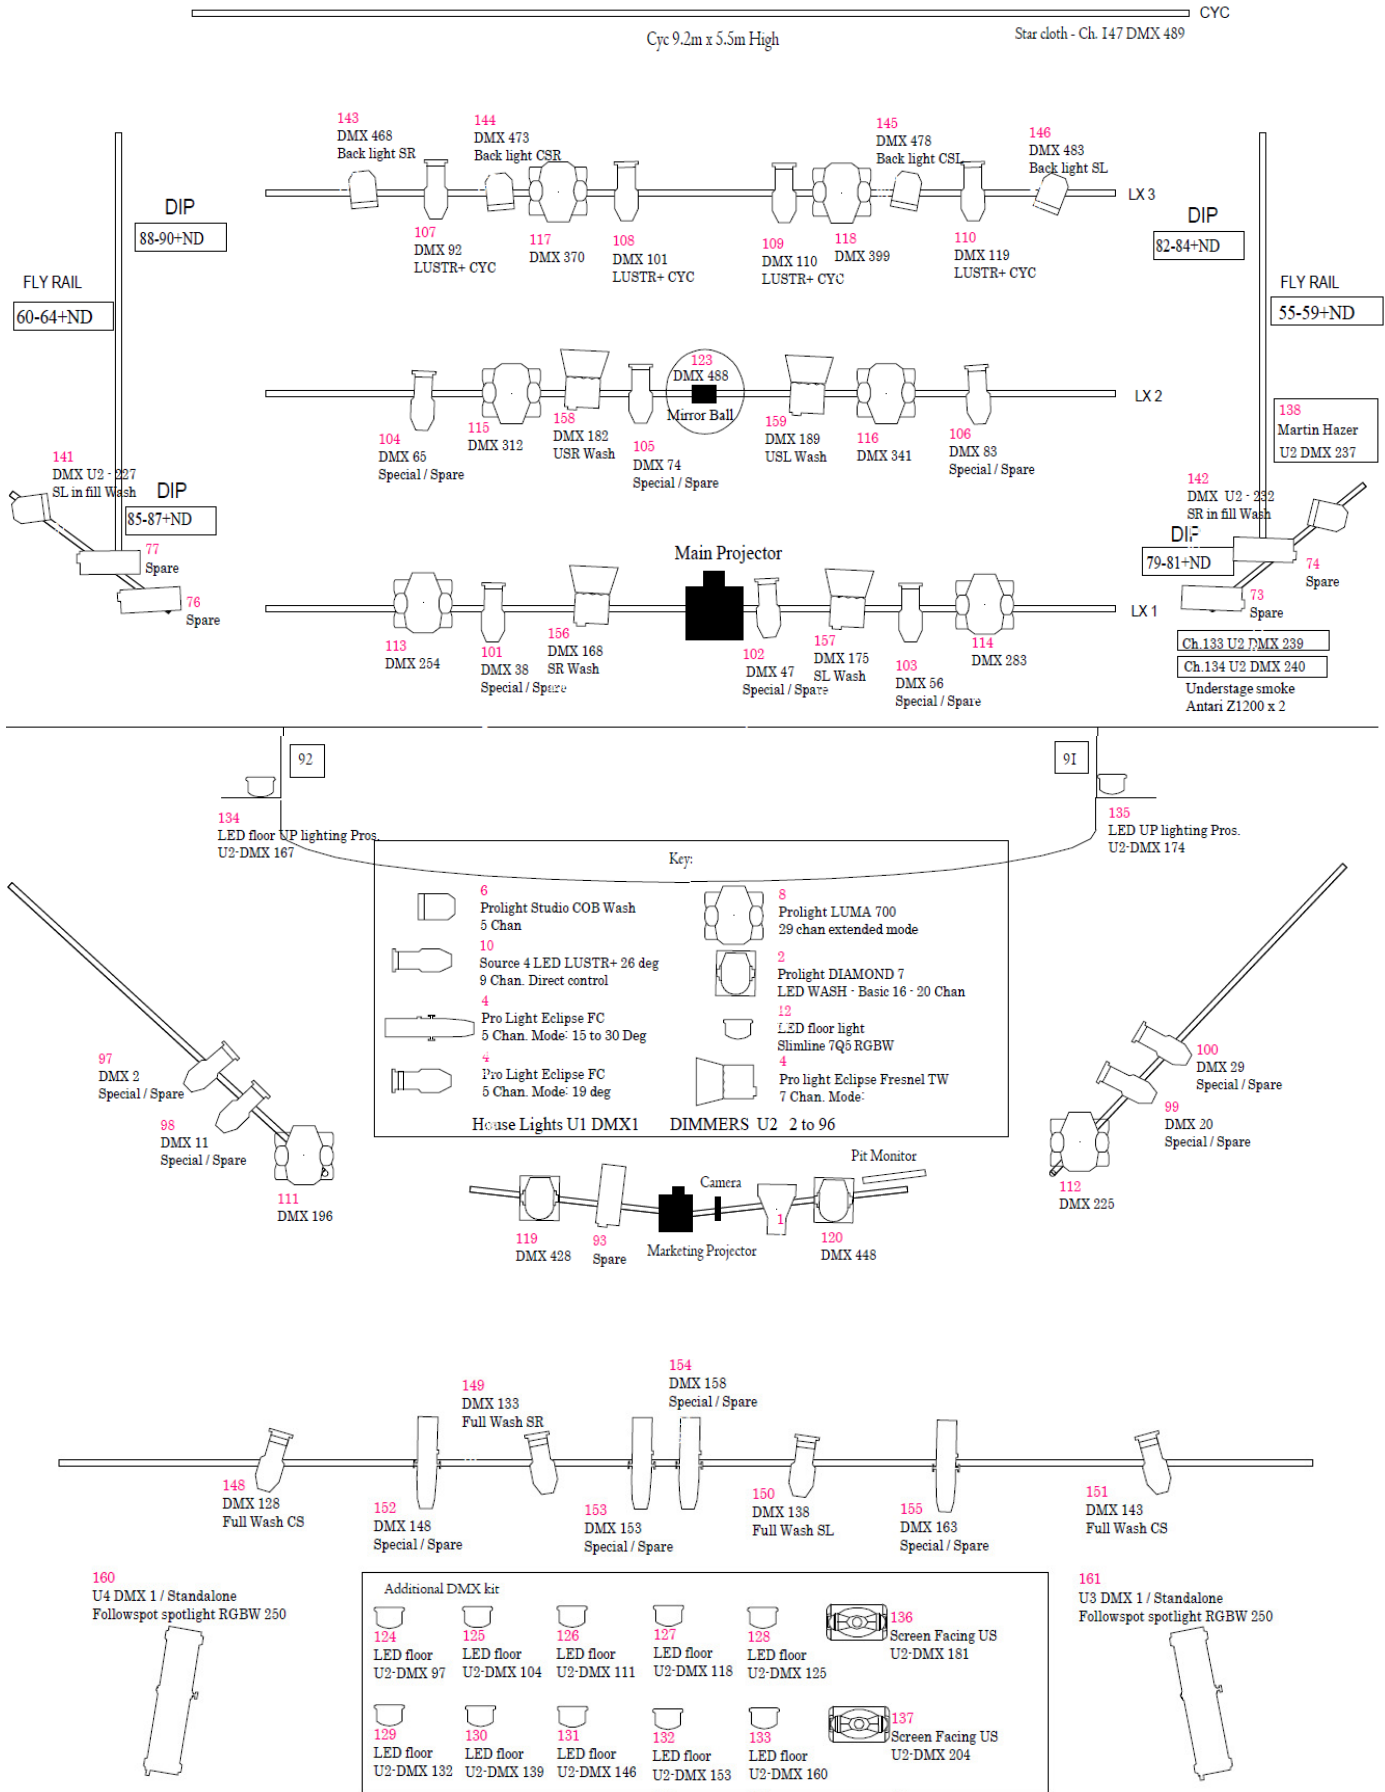 CYC
Cyc 9.2m x 5.5m High
Star cloth - Ch. 147 DMX 489
143
DMX 468
Back light SR
144
DMX 473
Back light CSR
145
DMX 478
Back light CSL
146
DMX 483
Back light SL
LX 3
DIP
88-90+ND
DIP
82-84+ND
107
DMX 92
LUSTR+ CYC
117
DMX 370
108
DMX 101
LUSTR+ CYC
109
DMX 110
LUSTR+ CYC
118
DMX 399
110
DMX 119
LUSTR+ CYC
FLY RAIL
60-64+ND
FLY RAIL
55-59+ND
123
DMX 488
Mirror Ball
LX 2
104
DMX 65
Special / Spare
115
DMX 312
158
DMX 182
USR Wash
105
DMX 74
Special / Spare
159
DMX 189
USL Wash
116
DMX 341
106
DMX 83
Special / Spare
138
Martin Hazer
U2 DMX 237
141
DMX U2 - 227
SL in fill Wash
DIP
85-87+ND
142
DMX U2 - 232
SR in fill Wash
DIP
79-81+ND
77
Spare
76
Spare
74
Spare
73
Spare
Main Projector
LX 1
113
DMX 254
101
DMX 38
Special / Spare
156
DMX 168
SR Wash
102
DMX 47
Special / Spare
157
DMX 175
SL Wash
103
DMX 56
Special / Spare
114
DMX 283
Ch.133 U2 DMX 239
Ch.134 U2 DMX 240
Understage smoke
Antari Z1200 x 2
92
91
134
LED floor UP lighting Pros.
U2-DMX 167
135
LED UP lighting Pros.
U2-DMX 174
Key:
6
Prolight Studio COB Wash
5 Chan
10
Source 4 LED LUSTR+ 26 deg
9 Chan. Direct control
4
Pro Light Eclipse FC
5 Chan. Mode: 15 to 30 Deg
4
Pro Light Eclipse FC
5 Chan. Mode: 19 deg
8
Prolight LUMA 700
29 chan extended mode
2
Prolight DIAMOND 7
LED WASH - Basic 16 - 20 Chan
12
LED floor light
Slimline 7Q5 RGBW
4
Pro light Eclipse Fresnel TW
7 Chan. Mode:
House Lights U1 DMX1 DIMMERS U2 2 to 96
97
DMX 2
Special / Spare
98
DMX 11
Special / Spare
111
DMX 196
100
DMX 29
Special / Spare
99
DMX 20
Special / Spare
112
DMX 225
Pit Monitor
Camera
119
DMX 428
93
Spare
Marketing Projector
1
120
DMX 448
154
DMX 158
Special / Spare
149
DMX 133
Full Wash SR
148
DMX 128
Full Wash CS
152
DMX 148
Special / Spare
153
DMX 153
Special / Spare
150
DMX 138
Full Wash SL
155
DMX 163
Special / Spare
151
DMX 143
Full Wash CS
160
U4 DMX 1 / Standalone
Followspot spotlight RGBW 250
161
U3 DMX 1 / Standalone
Followspot spotlight RGBW 250
Additional DMX kit
124
LED floor
U2-DMX 97
125
LED floor
U2-DMX 104
126
LED floor
U2-DMX 111
127
LED floor
U2-DMX 118
128
LED floor
U2-DMX 125
136
Screen Facing US
U2-DMX 181
129
LED floor
U2-DMX 132
130
LED floor
U2-DMX 139
131
LED floor
U2-DMX 146
132
LED floor
U2-DMX 153
133
LED floor
U2-DMX 160
137
Screen Facing US
U2-DMX 204